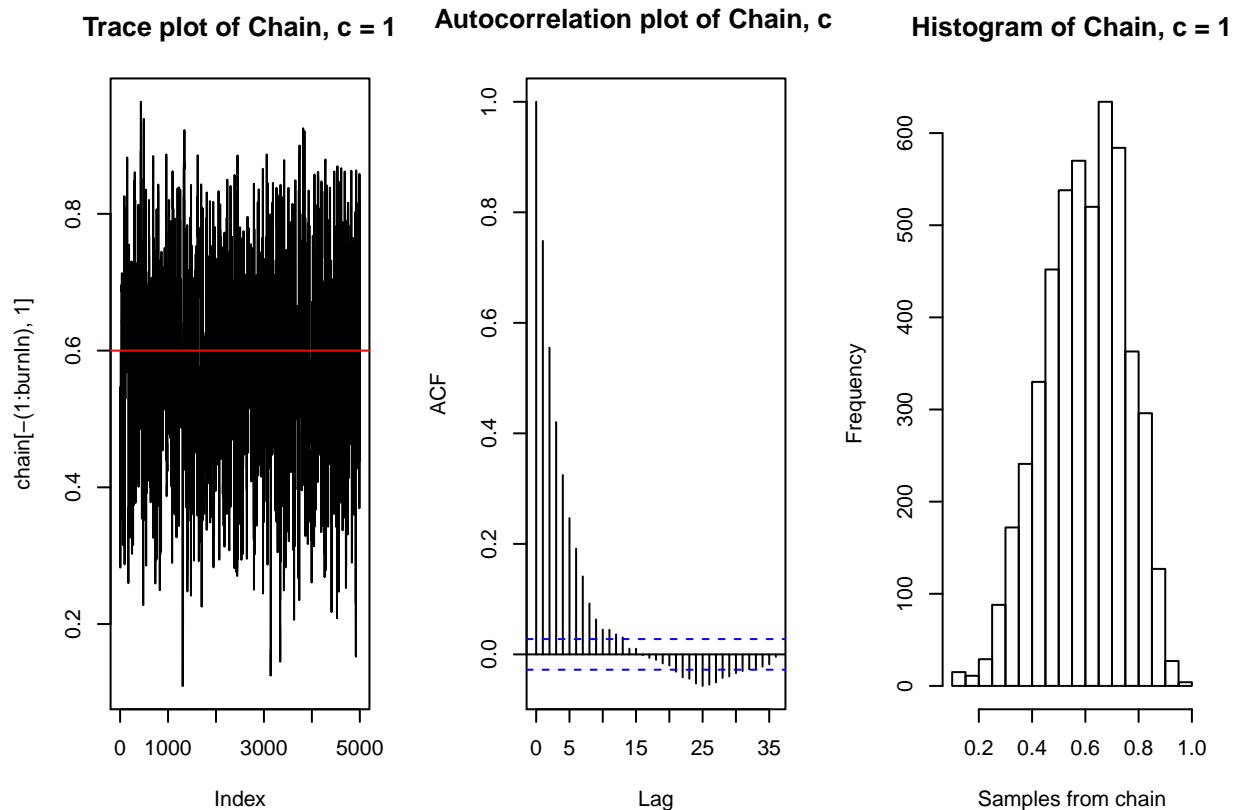 Trace plot of Chain, c = 1
0.8
0.6
0.4
0.2
chain[−(1:burnIn), 1]
0 1000 3000 5000
Index
Autocorrelation plot of Chain, c
1.0
0.8
0.6
0.4
0.2
0.0
ACF
0 5 15 25 35
Lag
Histogram of Chain, c = 1
600
500
400
300
200
100
0
Frequency
0.2 0.4 0.6 0.8 1.0
Samples from chain